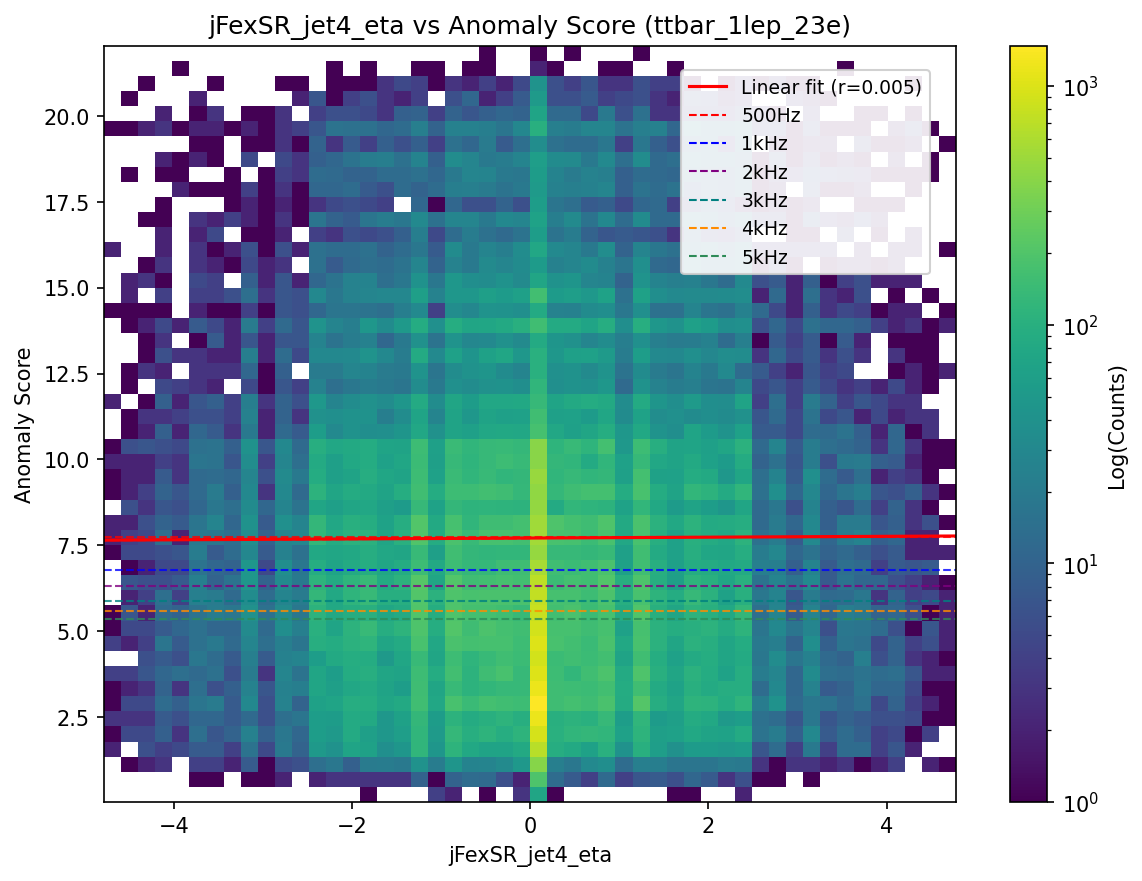 jFexSR_jet4_eta vs Anomaly Score (ttbar_1lep_23e)
Linear fit (r=0.005)
500Hz
1kHz
2kHz
3kHz
4kHz
5kHz
Anomaly Score
20.0
17.5
15.0
12.5
10.0
7.5
5.0
2.5
−4
−2
0
2
4
jFexSR_jet4_eta
10³
10²
10¹
10⁰
Log(Counts)